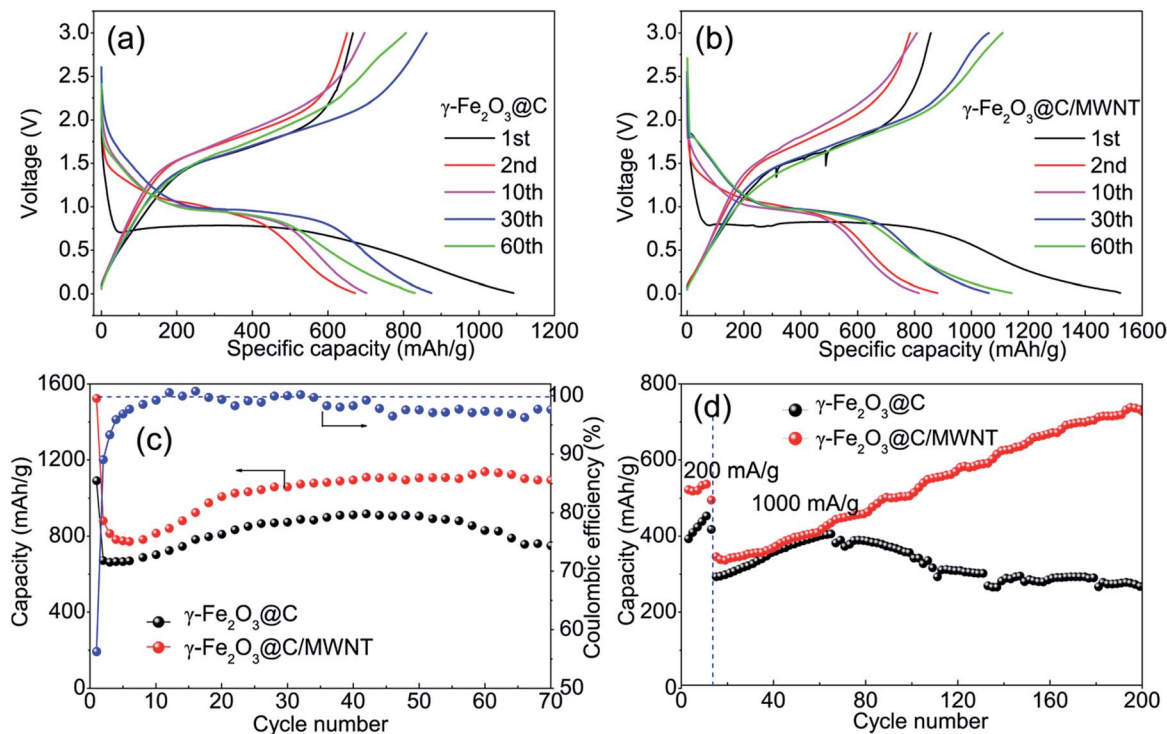 (a)
γ-Fe2O3@C
1st
2nd
10th
30th
60th
Voltage (V)
3.0
2.5
2.0
1.5
1.0
0.5
0.0
0 200 400 600 800 1000 1200
Specific capacity (mAh/g)
(b)
γ-Fe2O3@C/MWNT
1st
2nd
10th
30th
60th
Voltage (V)
3.0
2.5
2.0
1.5
1.0
0.5
0.0
0 200 400 600 800 1000 1200 1400 1600
Specific capacity (mAh/g)
(c)
γ-Fe2O3@C
γ-Fe2O3@C/MWNT
Capacity (mAh/g)
1600
1200
800
400
0
Coulombic efficiency (%)
100
90
80
70
60
50
0 10 20 30 40 50 60 70
Cycle number
(d)
γ-Fe2O3@C
γ-Fe2O3@C/MWNT
200 mA/g
1000 mA/g
Capacity (mAh/g)
800
600
400
200
0
0 40 80 120 160 200
Cycle number